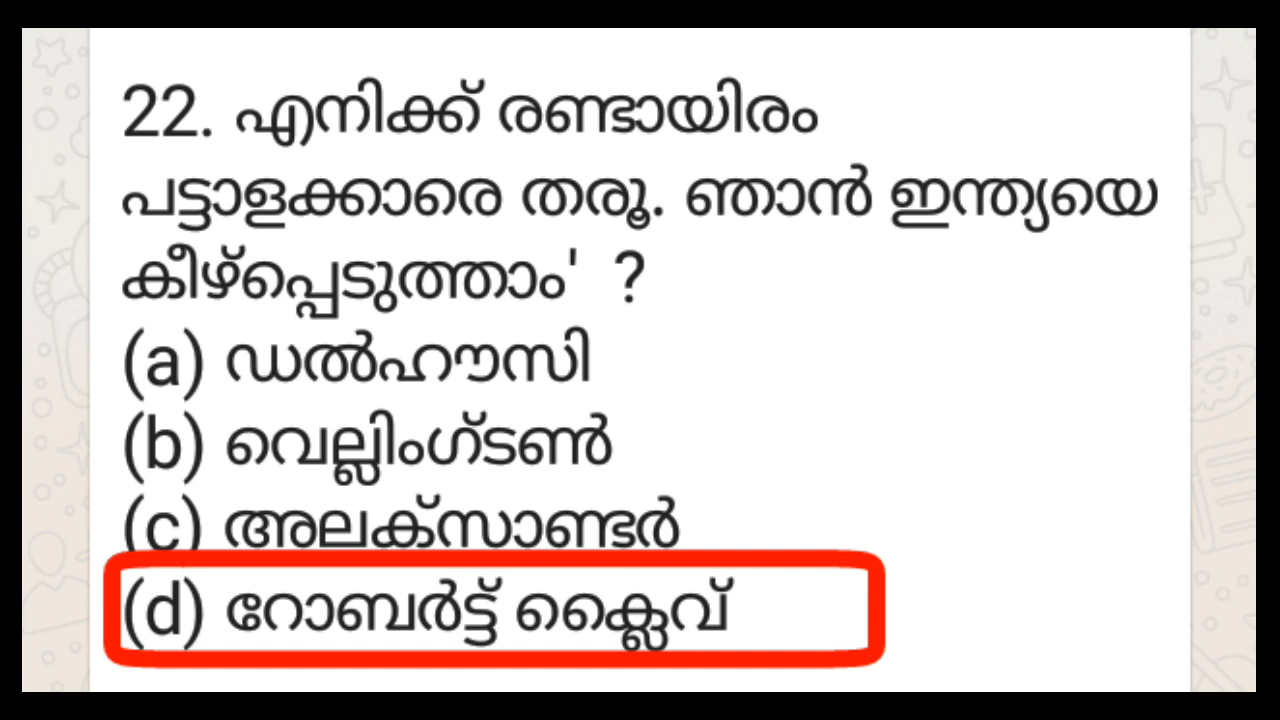 22. എനിക്ക് രണ്ടായിരം
പട്ടാളക്കാരെ തരൂ. ഞാൻ ഇന്ത്യയെ
കീഴ്പ്പെടുത്താം' ?
(a) ഡൽഹൗസി
(b) വെല്ലിംഗ്ടൺ
(c) അലക്സാണ്ടർ
(d) റോബർട്ട് ക്ലൈവ്